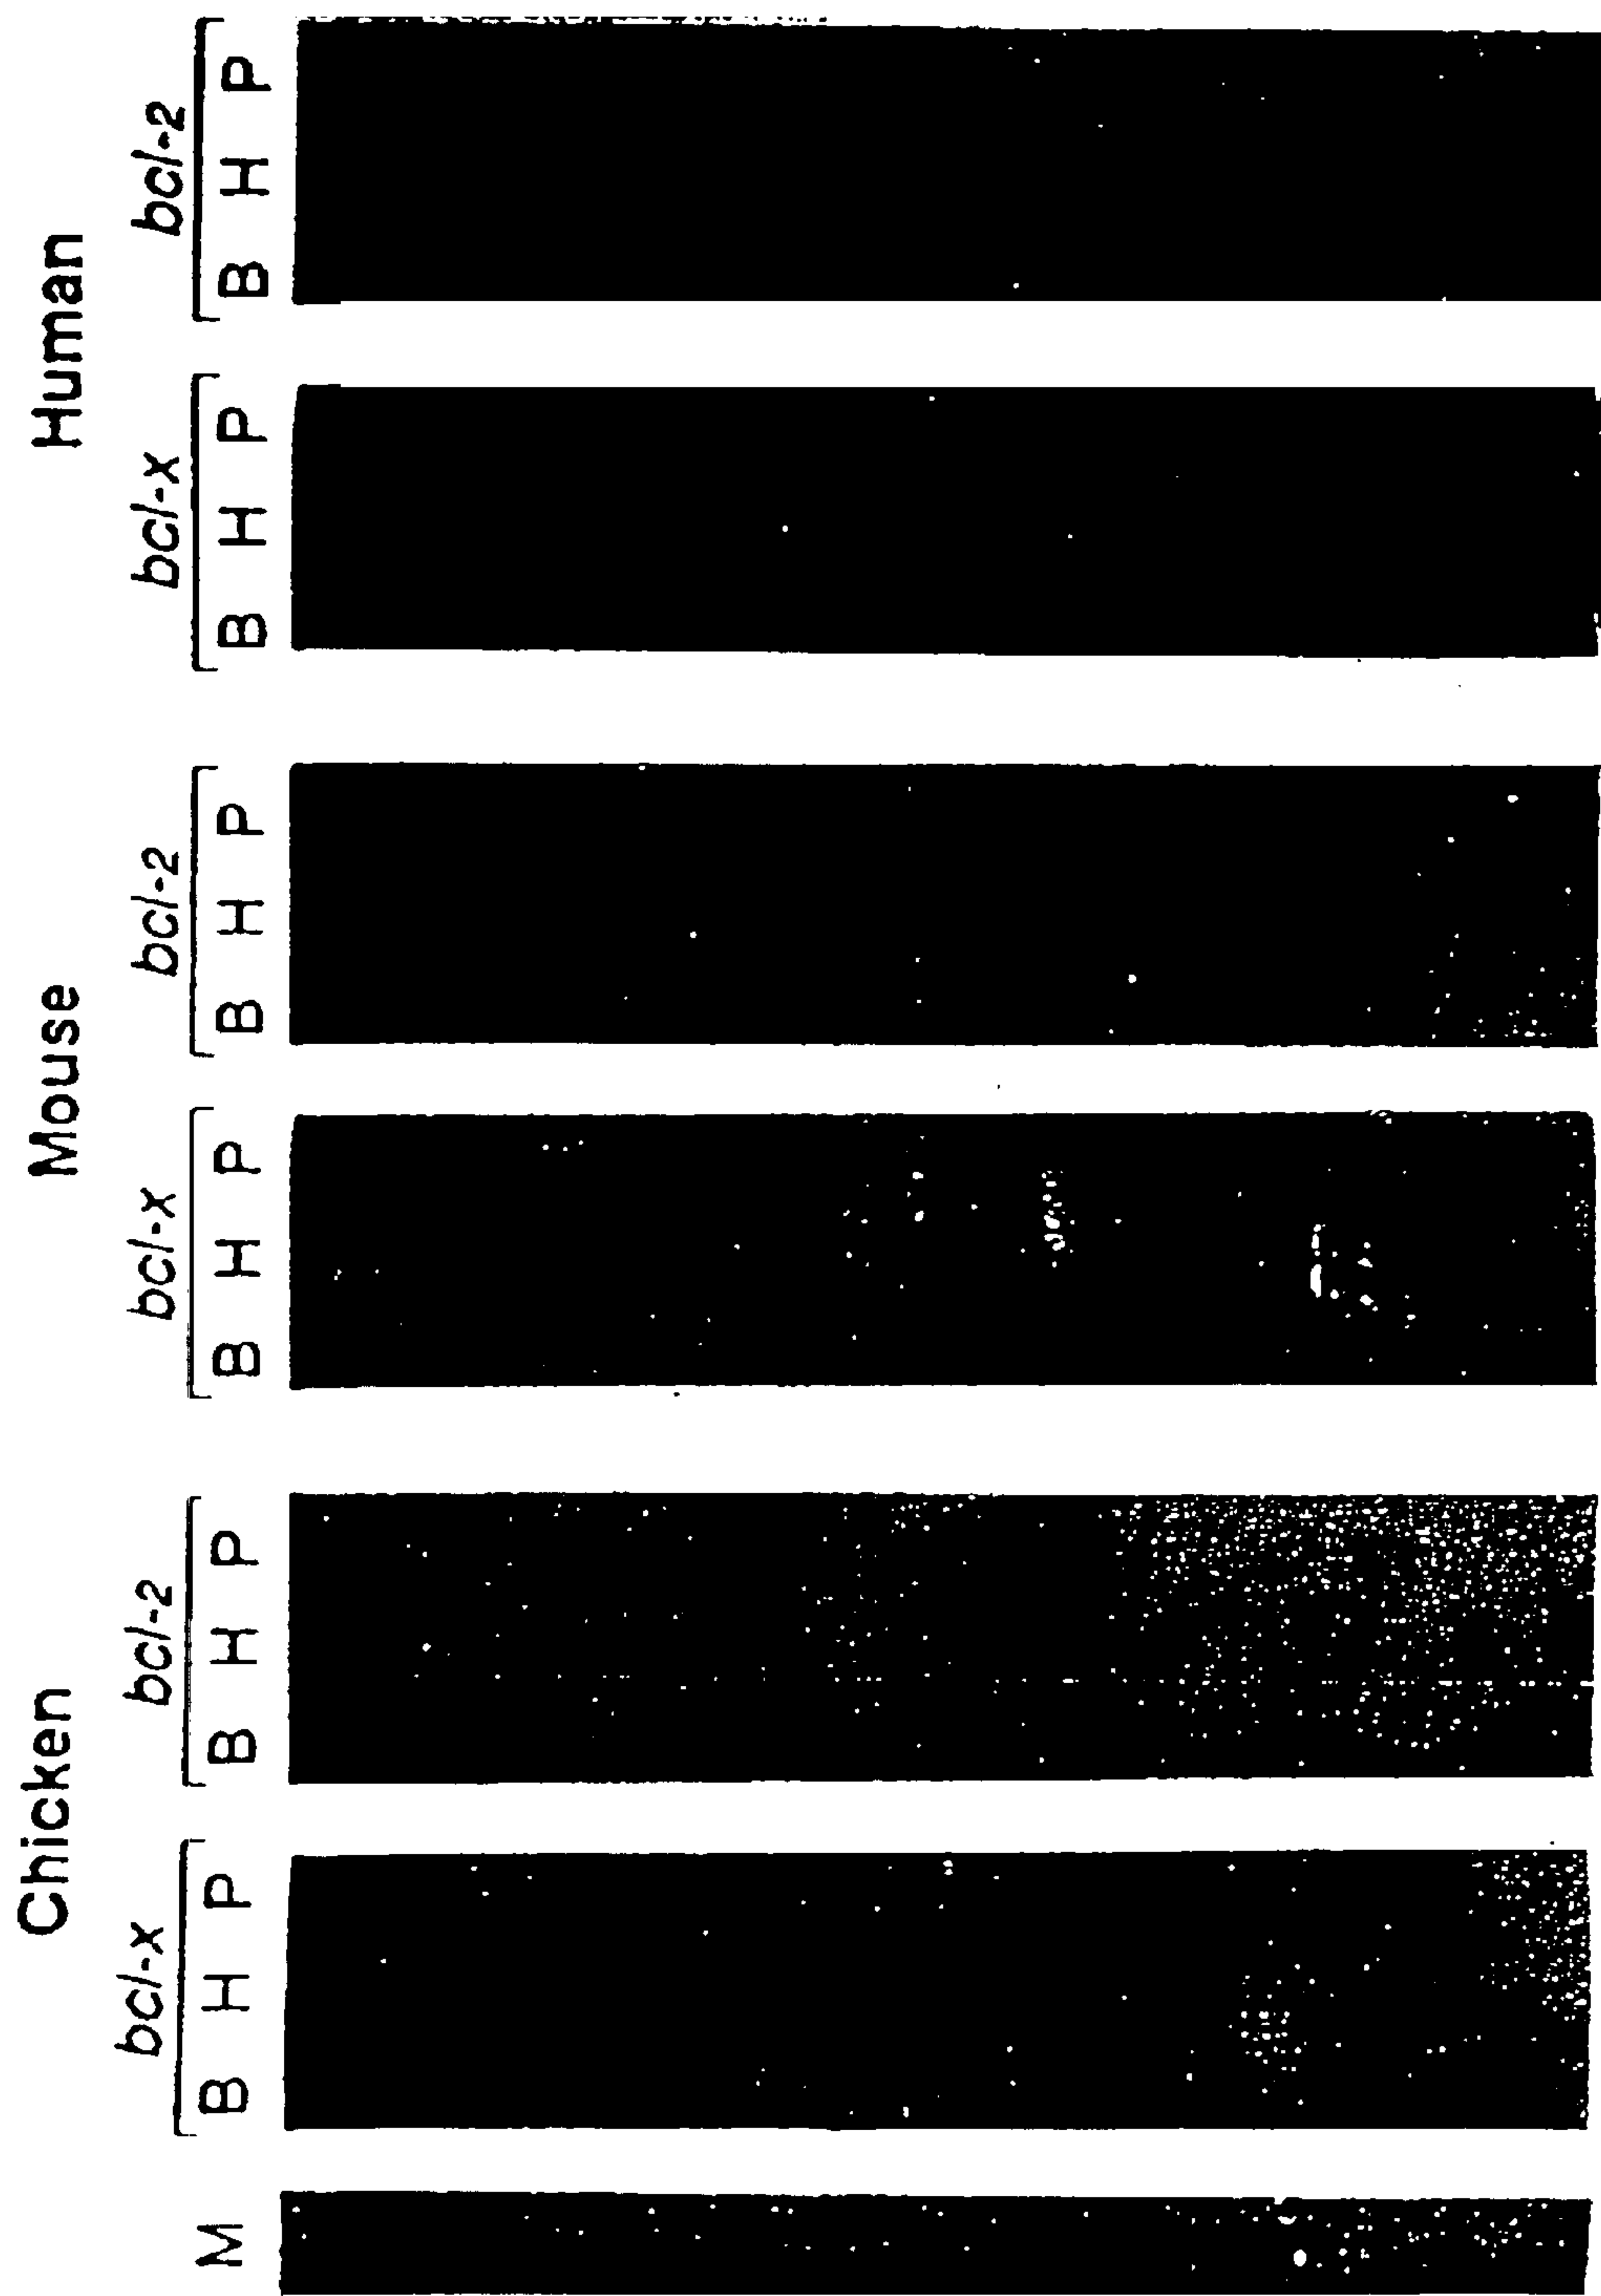 Chicken Mouse Human
bcl-x bcl-2 bcl-x bcl-2 bcl-x bcl-2
M B H P B H P B H P B H P B H P B H P